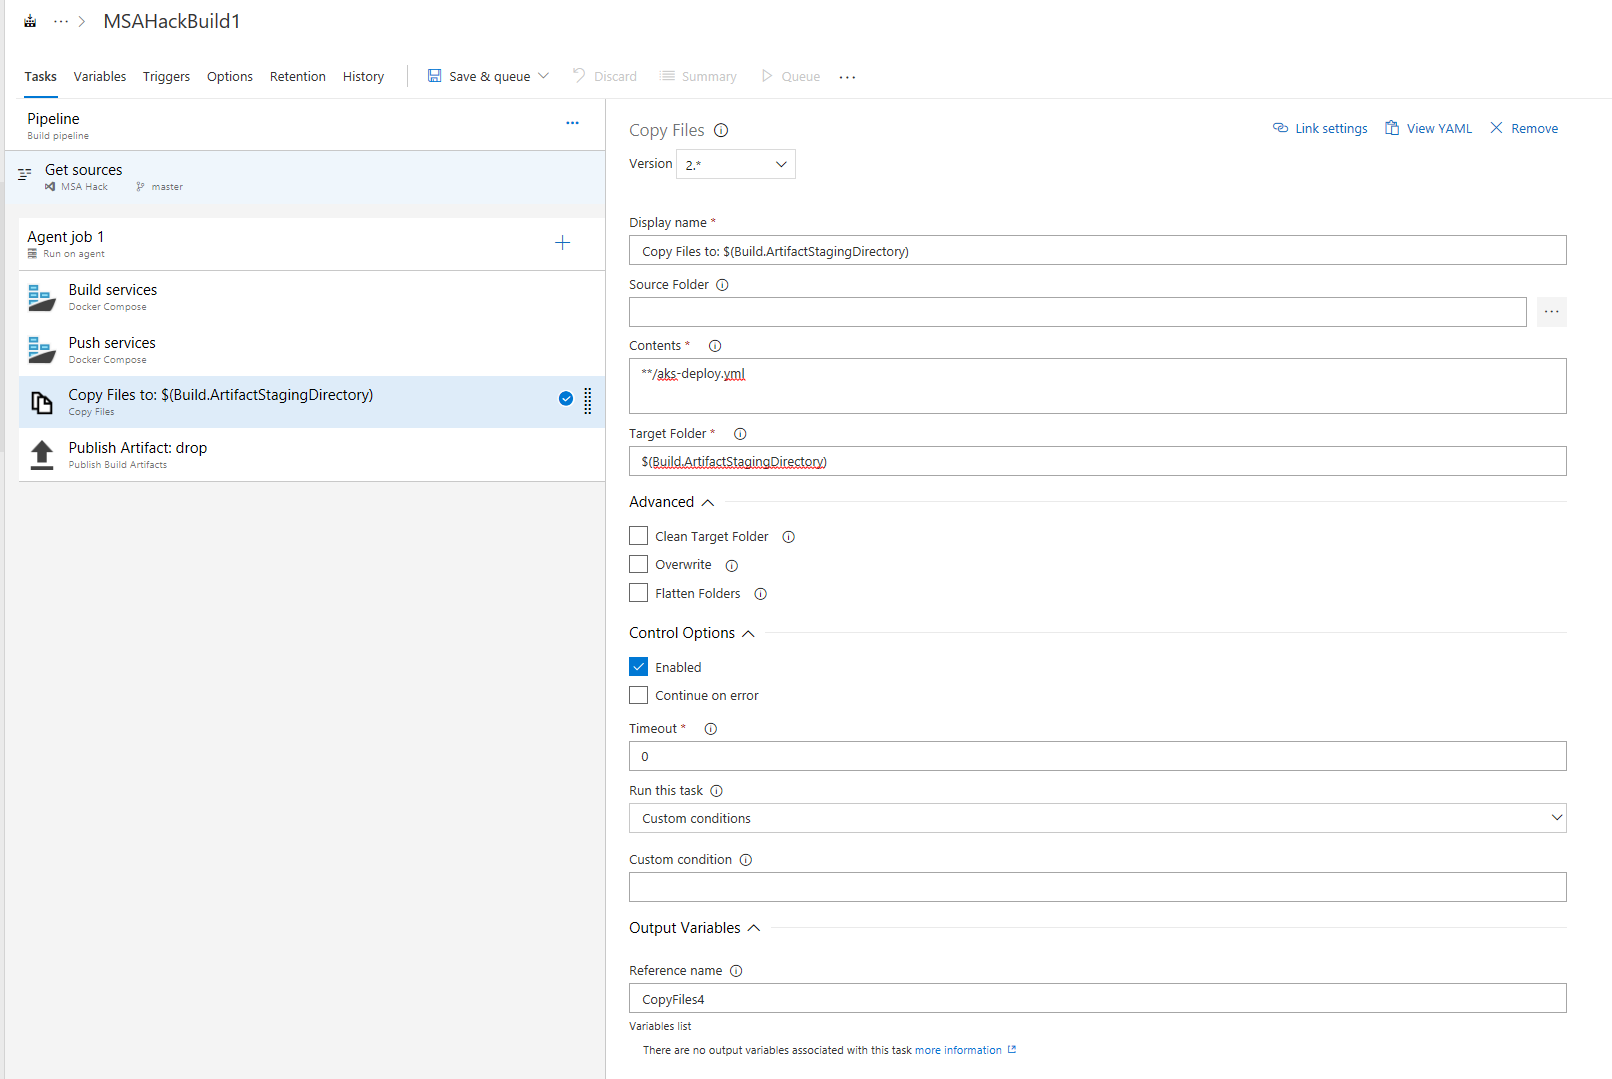 ··· > MSAHackBuild1
Tasks Variables Triggers Options Retention History Save & queue Discard Summary Queue ···
Pipeline ···
Build pipeline
Get sources
MSA Hack master
Agent job 1
Run on agent
Build services
Docker Compose
Push services
Docker Compose
Copy Files to: $(Build.ArtifactStagingDirectory)
Copy Files
Publish Artifact: drop
Publish Build Artifacts
Copy Files
Link settings View YAML Remove
Version 2.*
Display name *
Copy Files to: $(Build.ArtifactStagingDirectory)
Source Folder
···
Contents *
**/aks-deploy.yml
Target Folder *
$(Build.ArtifactStagingDirectory)
Advanced
Clean Target Folder
Overwrite
Flatten Folders
Control Options
Enabled
Continue on error
Timeout *
0
Run this task
Custom conditions
Custom condition
Output Variables
Reference name
CopyFiles4
Variables list
There are no output variables associated with this task more information